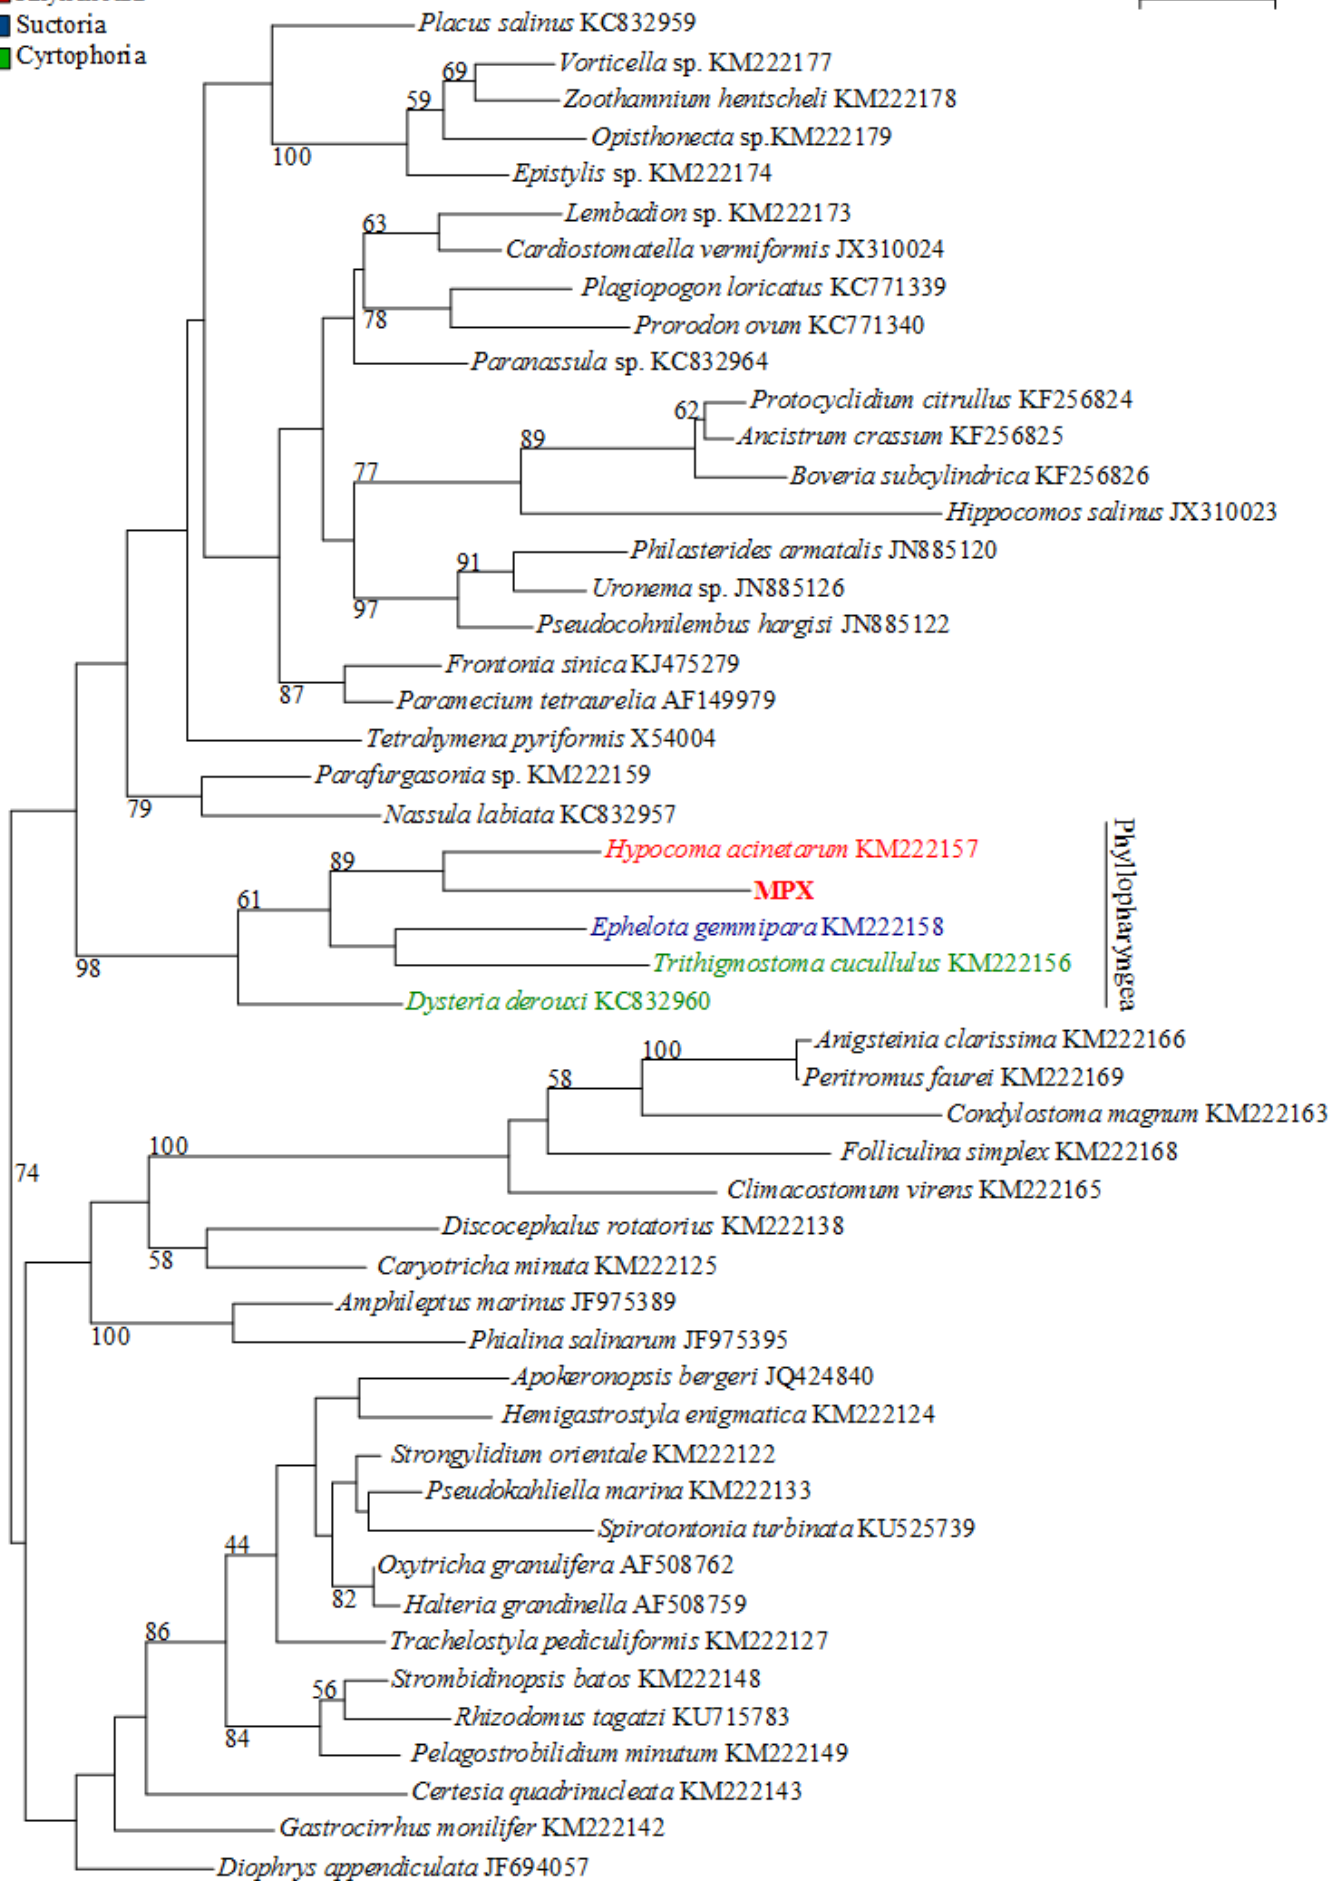 Suctoria
Cyrtophoria
Placus salinus KC832959
Vorticella sp. KM222177
69
Zoothamnium hentscheli KM222178
59
Opisthonecta sp.KM222179
100
Epistylis sp. KM222174
Lembadion sp. KM222173
63
Cardiostomatella vermiformis JX310024
Plagiopogon loricatus KC771339
78
Prorodon ovum KC771340
Paranassula sp. KC832964
Protocyclidium citrullus KF256824
62
Ancistrum crassum KF256825
89
77
Boveria subcylindrica KF256826
Hippocomos salinus JX310023
Philasterides armatalis JN885120
91
Uronema sp. JN885126
97
Pseudocohnilembus hargisi JN885122
Frontonia sinica KJ475279
87
Paramecium tetraurelia AF149979
Tetrahymena pyriformis X54004
Parafurgasonia sp. KM222159
79
Nassula labiata KC832957
Phyllopharyngea
Hypocoma acinetarum KM222157
89
MPX
61
Ephelota gemmipara KM222158
98
Trithigmostoma cucullulus KM222156
Dysteria derouxi KC832960
Anigsteinia clarissima KM222166
100
Peritromus faurei KM222169
58
Condylostoma magnum KM222163
100
Folliculina simplex KM222168
74
Climacostomum virens KM222165
Discocephalus rotatorius KM222138
58
Caryotricha minuta KM222125
Amphileptus marinus JF975389
100
Phialina salinarum JF975395
Apokeronopsis bergeri JQ424840
Hemigastrostyla enigmatica KM222124
Strongylidium orientale KM222122
Pseudokahliella marina KM222133
Spirotontonia turbinata KU525739
44
Oxytricha granulifera AF508762
82
Halteria grandinella AF508759
86
Trachelostyla pediculiformis KM222127
Strombidinopsis batos KM222148
56
Rhizodomus tagatzi KU715783
84
Pelagostrobilidium minutum KM222149
Certesia quadrinucleata KM222143
Gastrocirrhus monilifer KM222142
Diophrys appendiculata JF694057